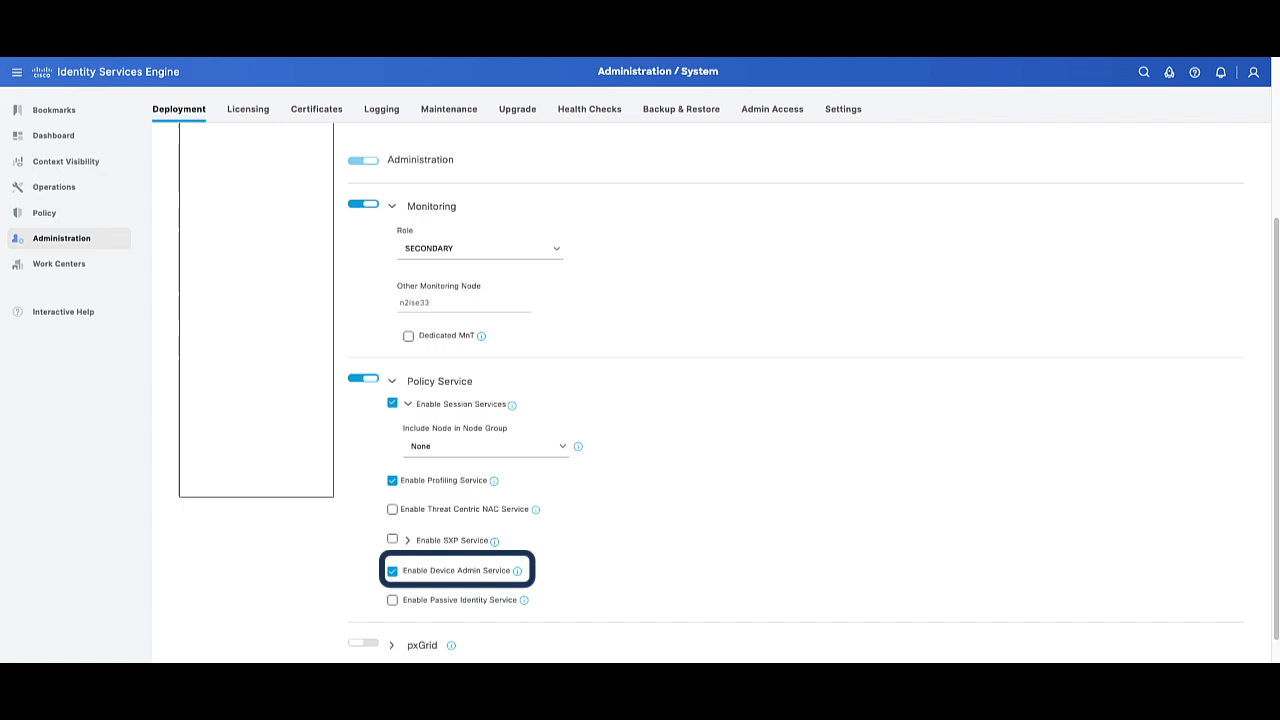 CISCO Identity Services Engine
Administration / System
Bookmarks
Dashboard
Context Visibility
Operations
Policy
Administration
Work Centers
Interactive Help
Deployment Licensing Certificates Logging Maintenance Upgrade Health Checks Backup & Restore Admin Access Settings
Administration
Monitoring
Role
SECONDARY
Other Monitoring Node
n2ise33
Dedicated MnT
Policy Service
Enable Session Services
Include Node in Node Group
None
Enable Profiling Service
Enable Threat Centric NAC Service
Enable SXP Service
Enable Device Admin Service
Enable Passive Identity Service
pxGrid